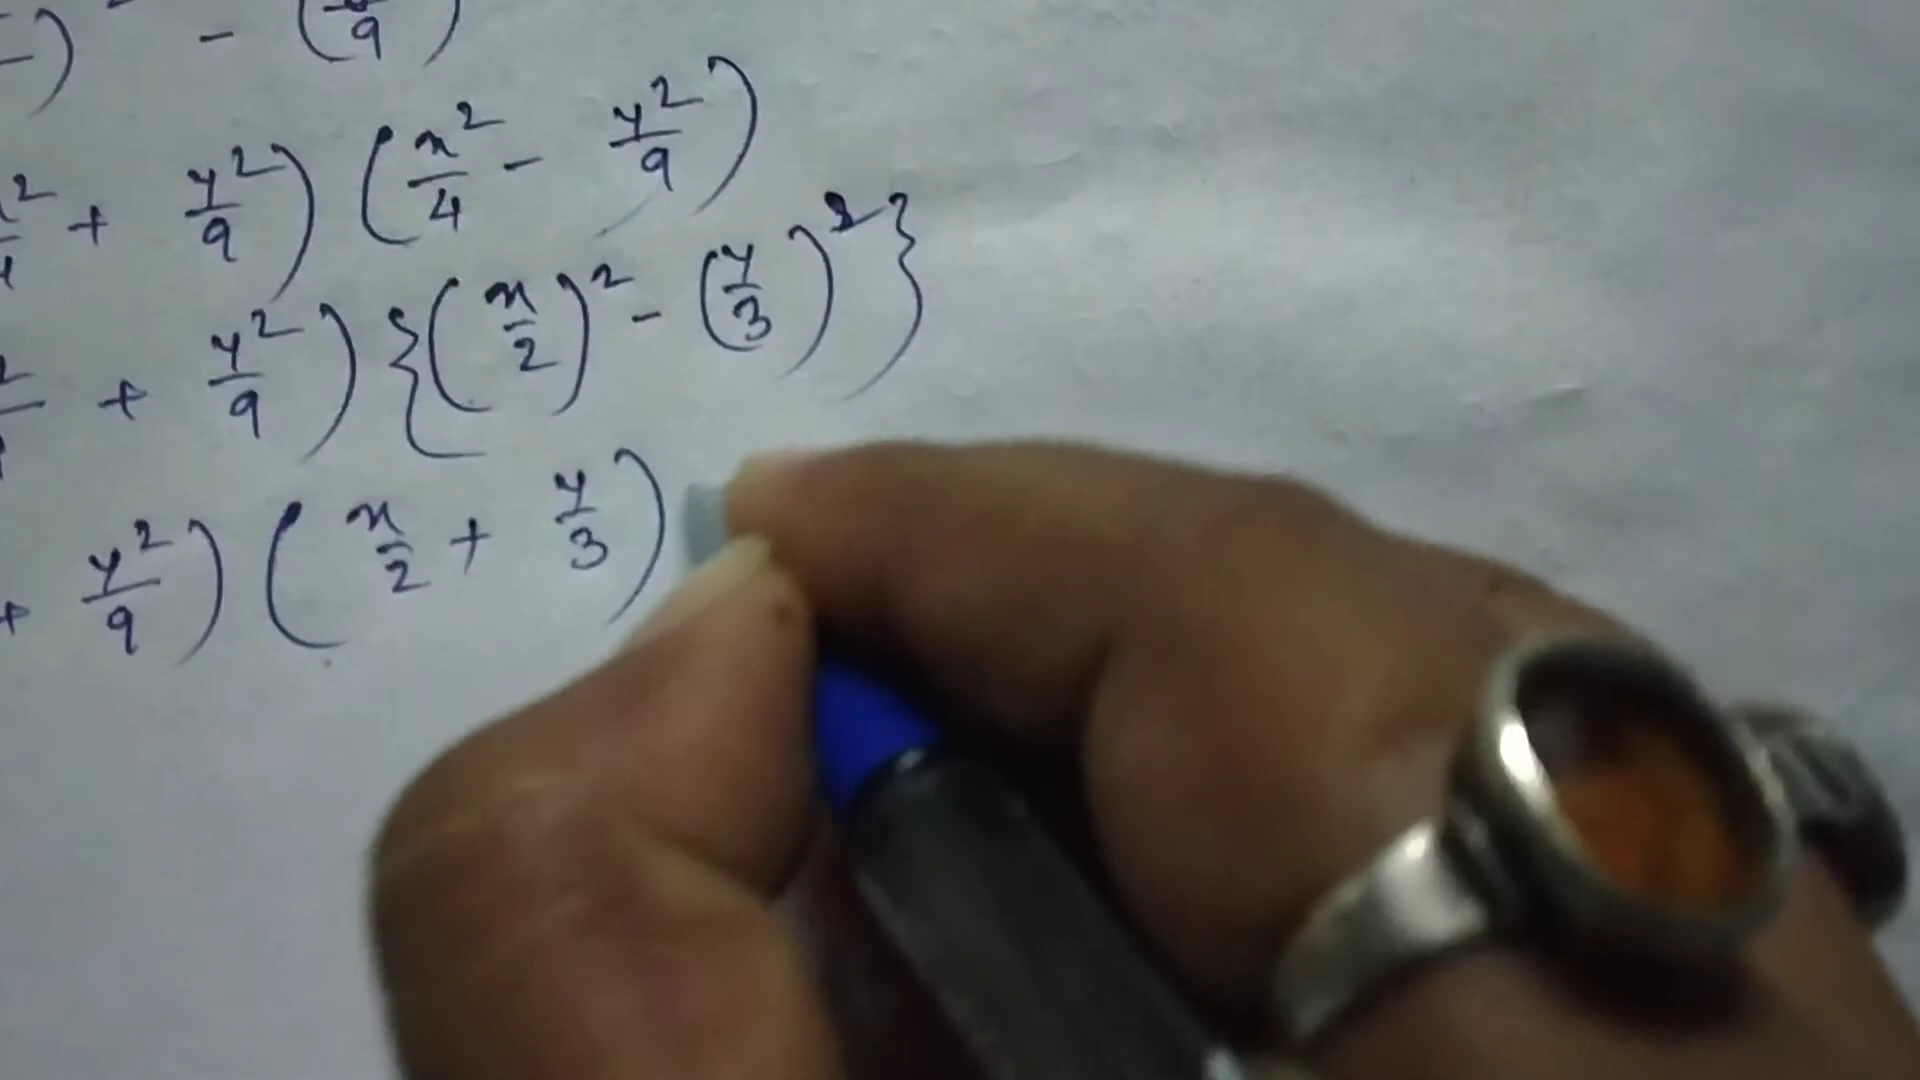 ) - (/9)
x²/4 + y²/9) (x²/4 - y²/9)
+ y²/9) {(x/2)² - (y/3)²}
+ y²/9) (x/2 + y/3)